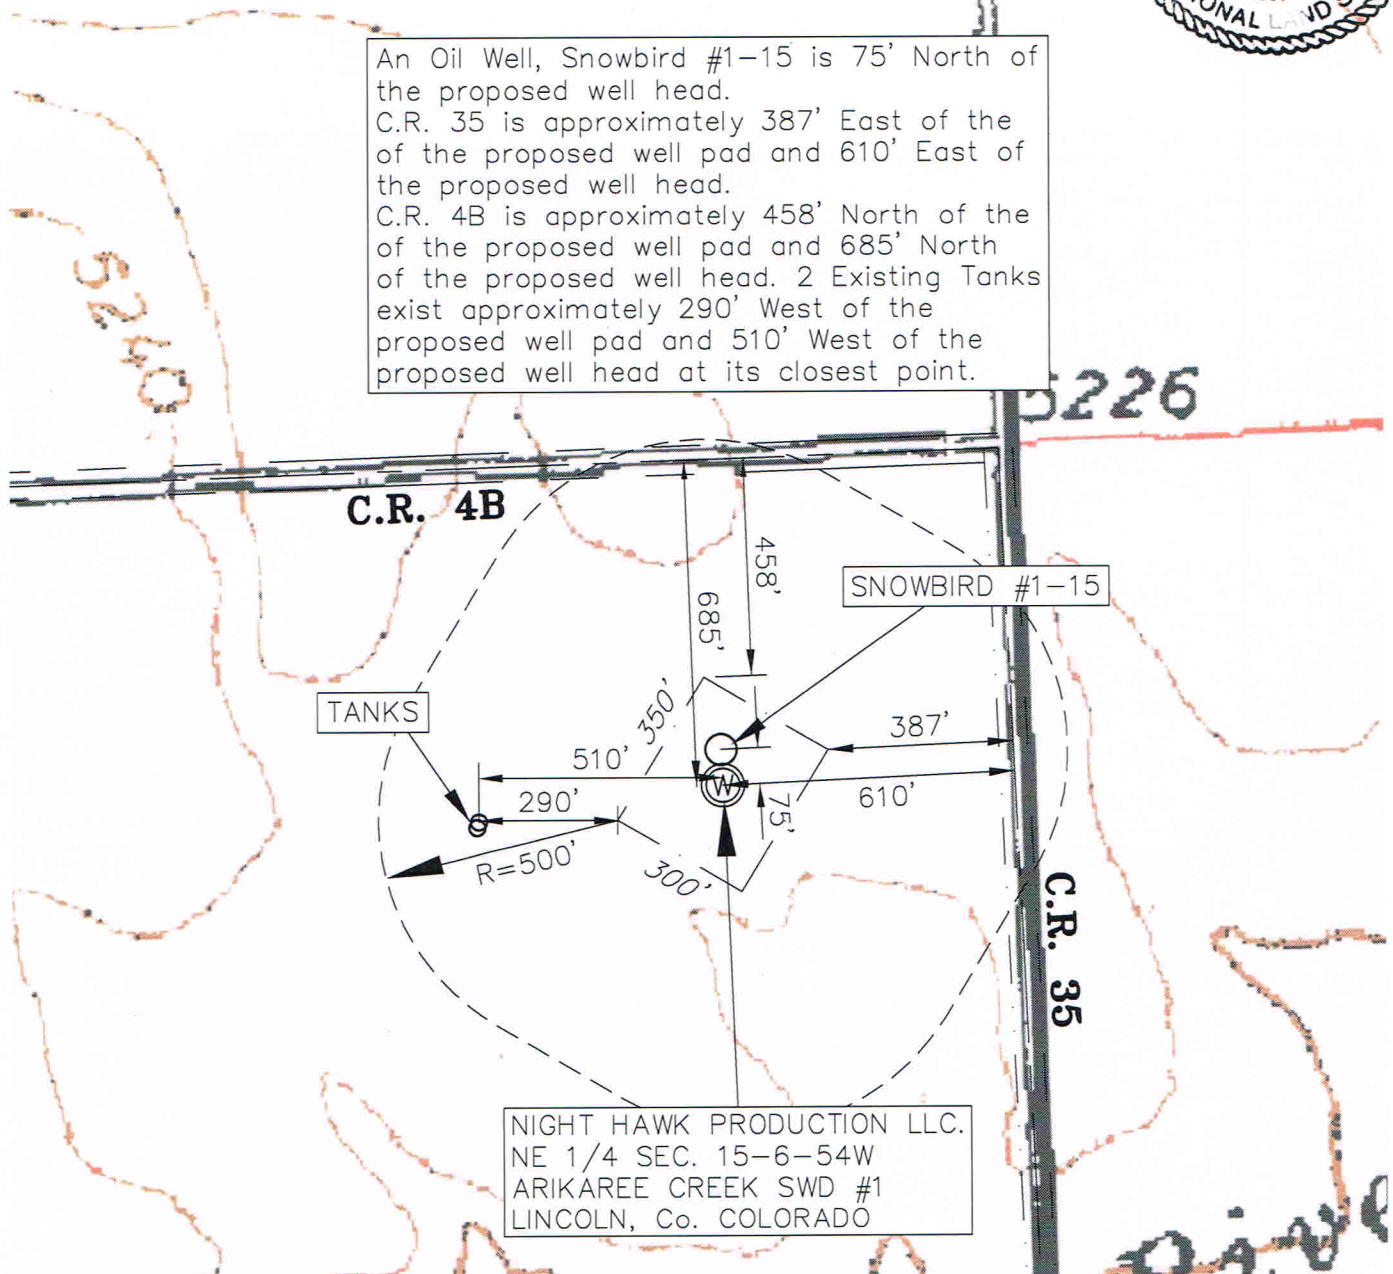 IONAL LAND S
An Oil Well, Snowbird #1-15 is 75' North of
the proposed well head.
C.R. 35 is approximately 387' East of the
of the proposed well pad and 610' East of
the proposed well head.
C.R. 4B is approximately 458' North of the
of the proposed well pad and 685' North
of the proposed well head. 2 Existing Tanks
exist approximately 290' West of the
proposed well pad and 510' West of the
proposed well head at its closest point.
5240
5226
C.R. 4B
458'
SNOWBIRD #1-15
685'
TANKS
350'
387'
510'
W
610'
290'
75'
R=500'
300'
C.R. 35
NIGHT HAWK PRODUCTION LLC.
NE 1/4 SEC. 15-6-54W
ARIKAREE CREEK SWD #1
LINCOLN, Co. COLORADO